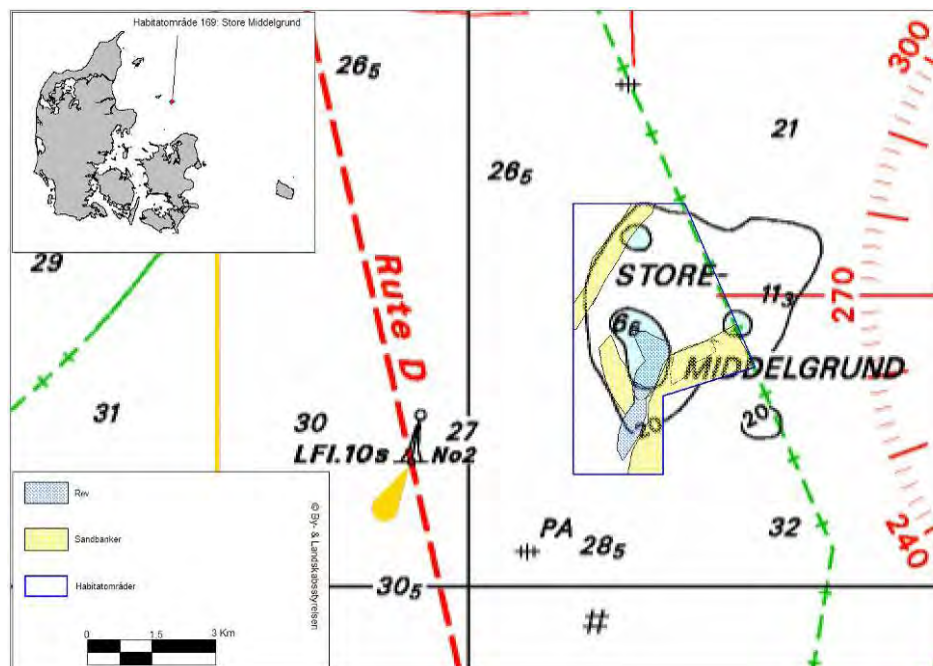 Habitatområde 169: Store Middelgrund
26₅
300
21
26₅
29
STORE-
11₃
270
6₆
Rute D
MIDDELGRUND
31
30
27
20
20
LFl.10s
No2
Rev
PA
28₅
32
240
Sandbanker
Habitatområder
30₅
© By- & Landskabsstyrelsen
0 1.5 3 Km